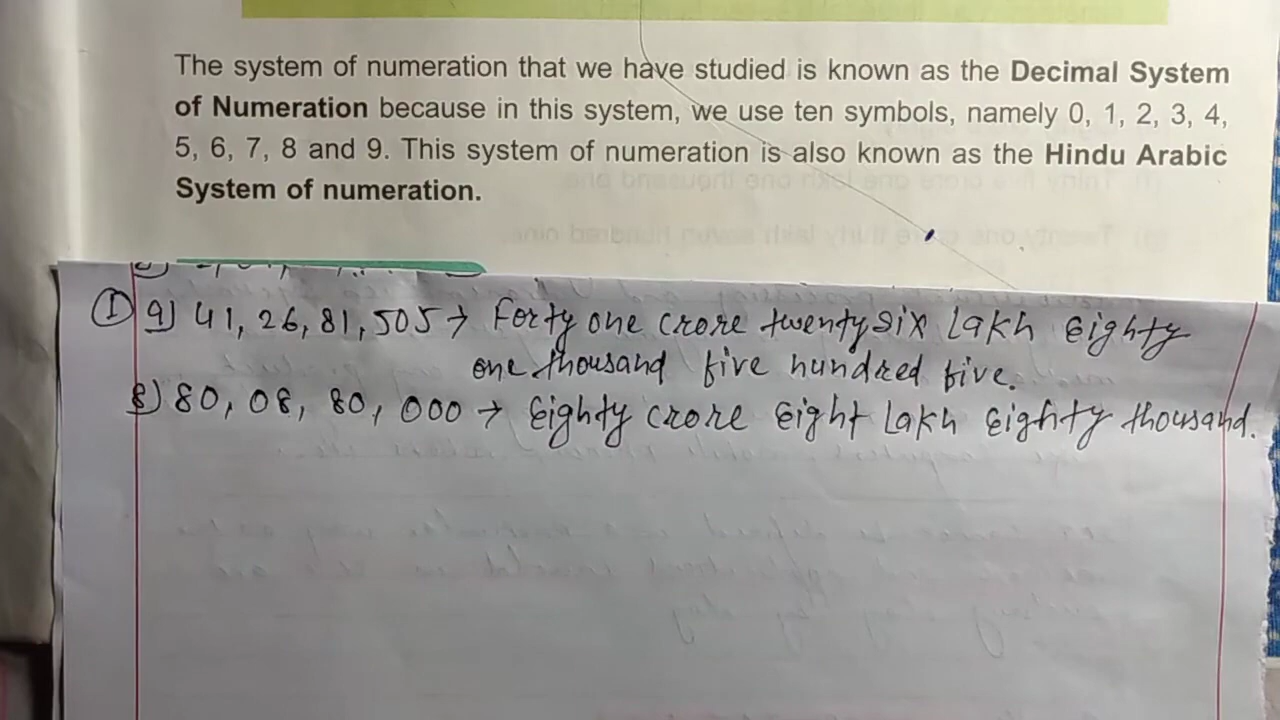 The system of numeration that we have studied is known as the Decimal System
of Numeration because in this system, we use ten symbols, namely 0, 1, 2, 3, 4,
5, 6, 7, 8 and 9. This system of numeration is also known as the Hindu Arabic
System of numeration.
① 9) 41, 26, 81, 505 → Forty one crore twenty six Lakh Eighty
one thousand five hundred five.
8) 80, 08, 80, 000 → Eighty crore Eight Lakh Eighty thousand.